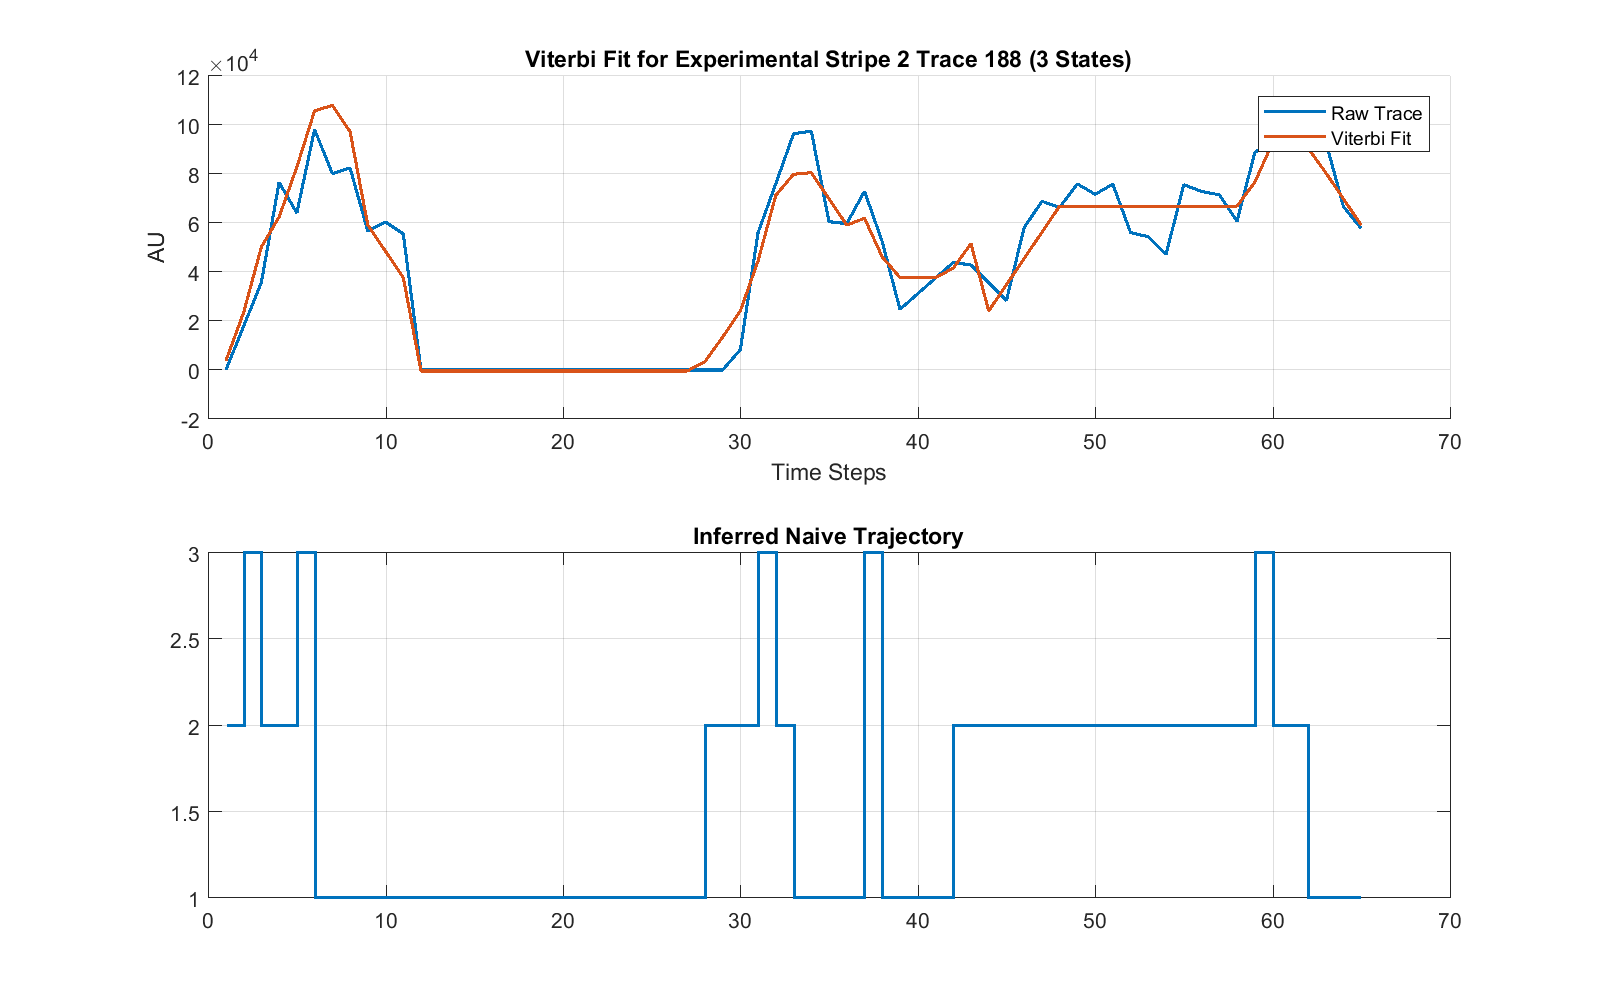 Viterbi Fit for Experimental Stripe 2 Trace 188 (3 States)
×10^4
12
10
8
6
4
2
0
-2
AU
Raw Trace
Viterbi Fit
0 10 20 30 40 50 60 70
Time Steps
Inferred Naive Trajectory
3
2.5
2
1.5
1
0 10 20 30 40 50 60 70